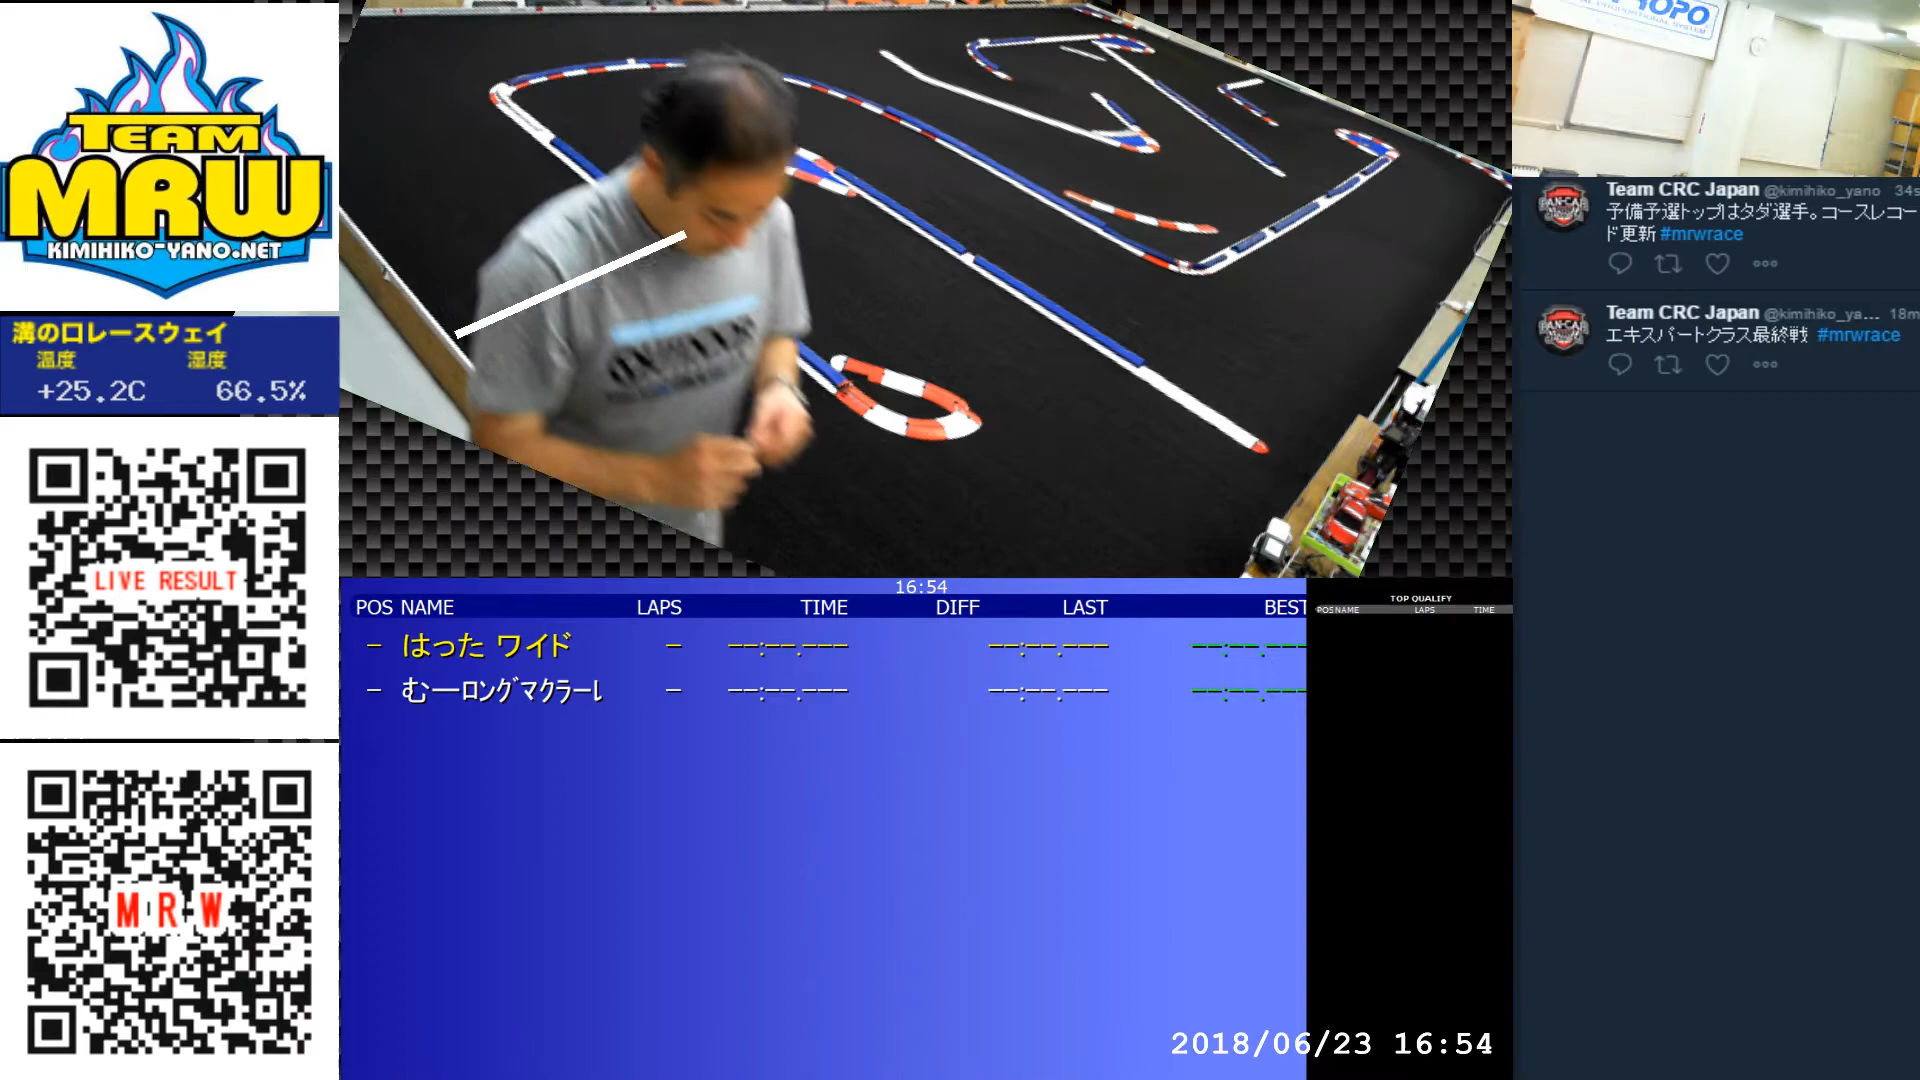 TEAM
MRW
KIMIHIKO-YANO.NET
溝の口レースウェイ
温度 湿度
+25.2C 66.5%
LIVE RESULT
MRW
16:54
POS NAME LAPS TIME DIFF LAST BEST
– はった ワイド – --:--.--- --:--.--- --:--.---
– むーロングマクラーレ – --:--.--- --:--.--- --:--.---
TOP QUALIFY
POS NAME LAPS TIME
2018/06/23 16:54
Team CRC Japan @kimihiko_yano 34s
予備予選トップはタダ選手。コースレコー
ド更新 #mrwrace
Team CRC Japan @kimihiko_ya... 18m
エキスパートクラス最終戦 #mrwrace